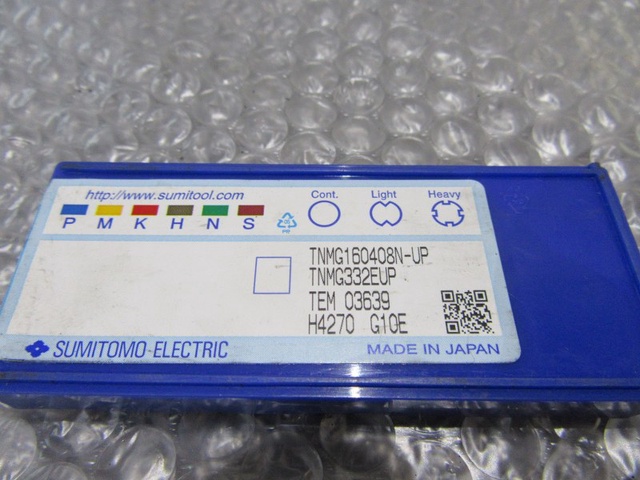 http://www.sumitool.com
Cont. Light Heavy
P M K H N S
TNMG160408N-UP
TNMG332EUP
TEM 03639
H4270 G10E
SUMITOMO ELECTRIC
MADE IN JAPAN